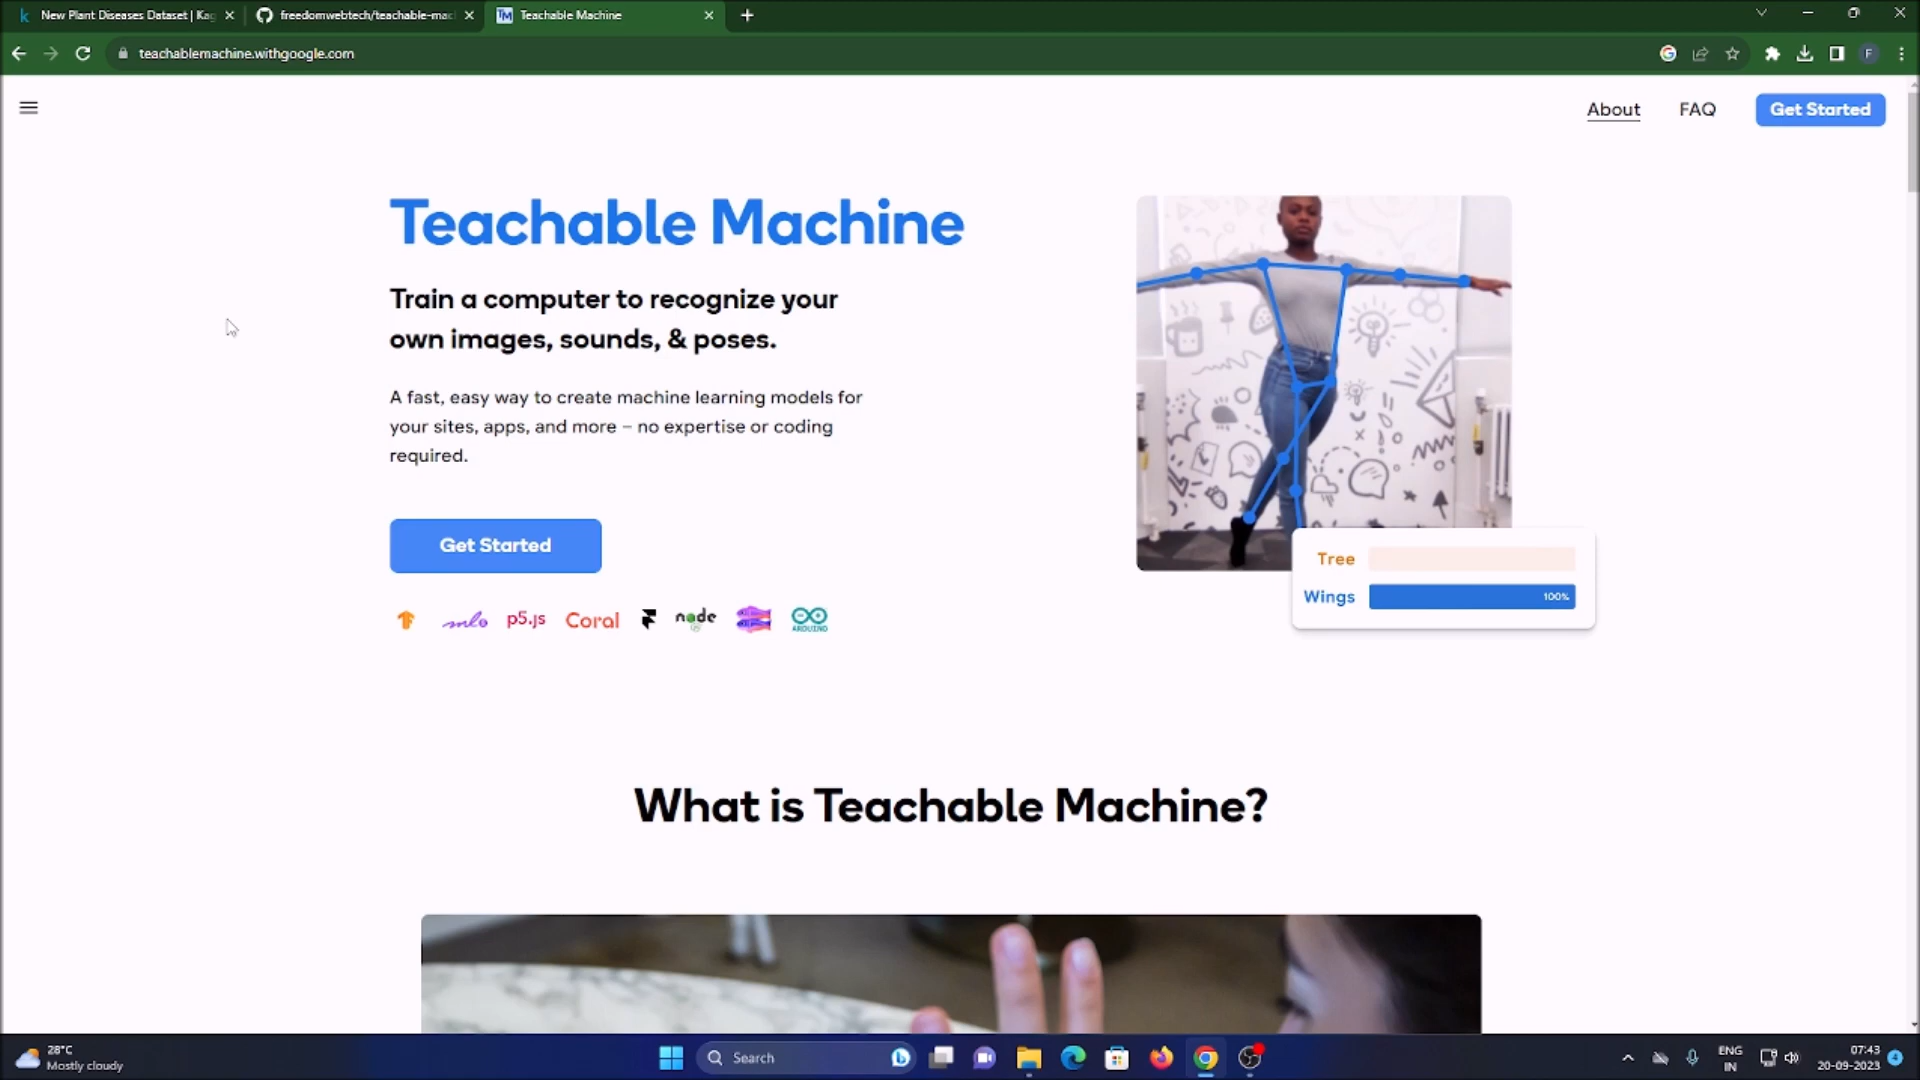 New Plant Diseases Dataset | Kag
freedomwebtech/teachable-mac
Teachable Machine
teachablemachine.withgoogle.com
F
About
FAQ
Get Started
Teachable Machine
Train a computer to recognize your
own images, sounds, & poses.
A fast, easy way to create machine learning models for
your sites, apps, and more – no expertise or coding
required.
Get Started
p5.js
Coral
node
ARDUINO
Tree
Wings
100%
What is Teachable Machine?
28°C
Mostly cloudy
Search
ENG
IN
07:43
20-09-2023
4